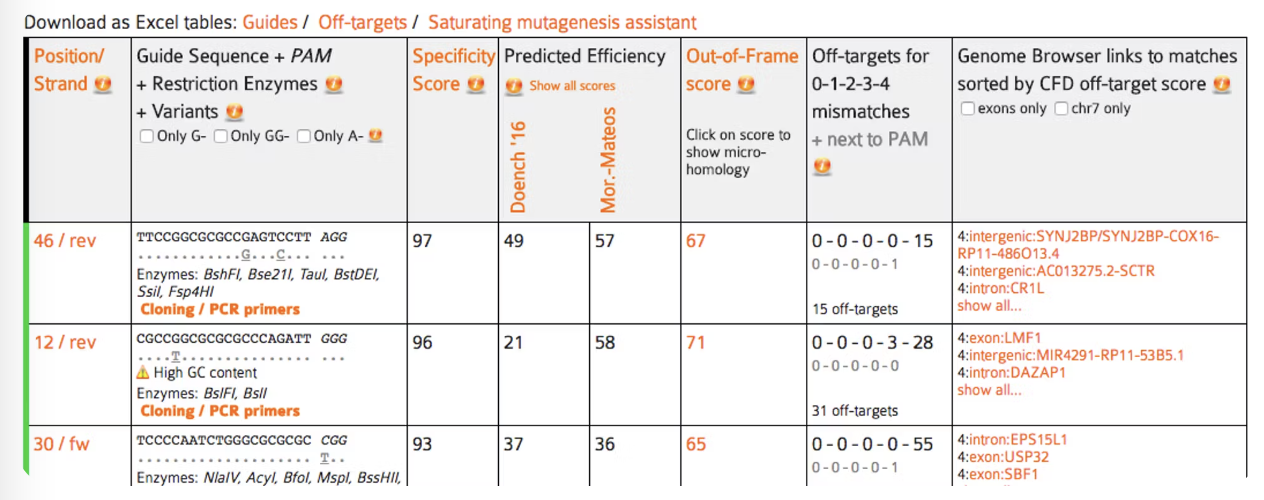 Download as Excel tables: Guides / Off-targets / Saturating mutagenesis assistant
Position/
Strand
Guide Sequence + PAM
+ Restriction Enzymes
+ Variants
Only G- Only GG- Only A-
Specificity
Score
Predicted Efficiency
Show all scores
Doench '16
Mor.-Mateos
Out-of-Frame
score
Click on score to
show micro-
homology
Off-targets for
0-1-2-3-4
mismatches
+ next to PAM
Genome Browser links to matches
sorted by CFD off-target score
exons only chr7 only
46 / rev
TTCCGGCGCGCCGAGTCCTT AGG
............G...C... ...
Enzymes: BshFI, Bse21I, TauI, BstDEI,
SsiI, Fsp4HI
Cloning / PCR primers
97
49
57
67
0 - 0 - 0 - 0 - 15
0 - 0 - 0 - 0 - 1
15 off-targets
4:intergenic:SYNJ2BP/SYNJ2BP-COX16-
RP11-486O13.4
4:intergenic:AC013275.2-SCTR
4:intron:CR1L
show all...
12 / rev
CGCCGGCGCGCGCCCAGATT GGG
....T............... ...
High GC content
Enzymes: BslFI, BslI
Cloning / PCR primers
96
21
58
71
0 - 0 - 0 - 3 - 28
0 - 0 - 0 - 0 - 0
31 off-targets
4:exon:LMF1
4:intergenic:MIR4291-RP11-53B5.1
4:intron:DAZAP1
show all...
30 / fw
TCCCCAATCTGGGCGCGCGC CGG
.................... T..
Enzymes: NlaIV, AcyI, BfoI, MspI, BssHII,
93
37
36
65
0 - 0 - 0 - 0 - 55
0 - 0 - 0 - 0 - 1
4:intron:EPS15L1
4:exon:USP32
4:exon:SBF1